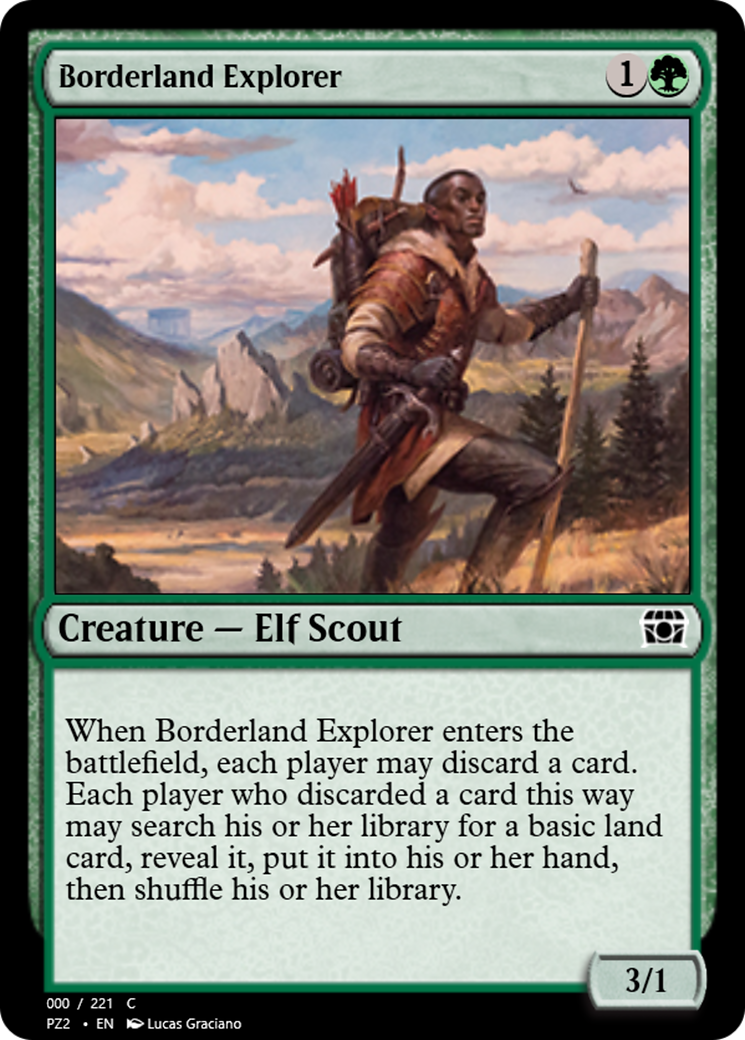 Borderland Explorer 1
Creature — Elf Scout
When Borderland Explorer enters the
battlefield, each player may discard a card.
Each player who discarded a card this way
may search his or her library for a basic land
card, reveal it, put it into his or her hand,
then shuffle his or her library.
3/1
000 / 221 C
PZ2 • EN Lucas Graciano